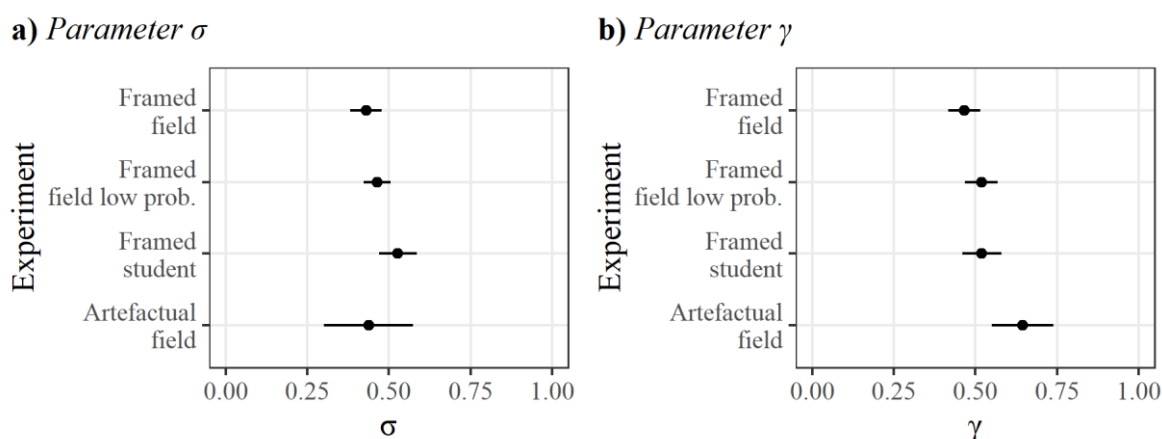 a) Parameter σ
Experiment
Framed
field
Framed
field low prob.
Framed
student
Artefactual
field
0.00 0.25 0.50 0.75 1.00
σ
b) Parameter γ
Experiment
Framed
field
Framed
field low prob.
Framed
student
Artefactual
field
0.00 0.25 0.50 0.75 1.00
γ